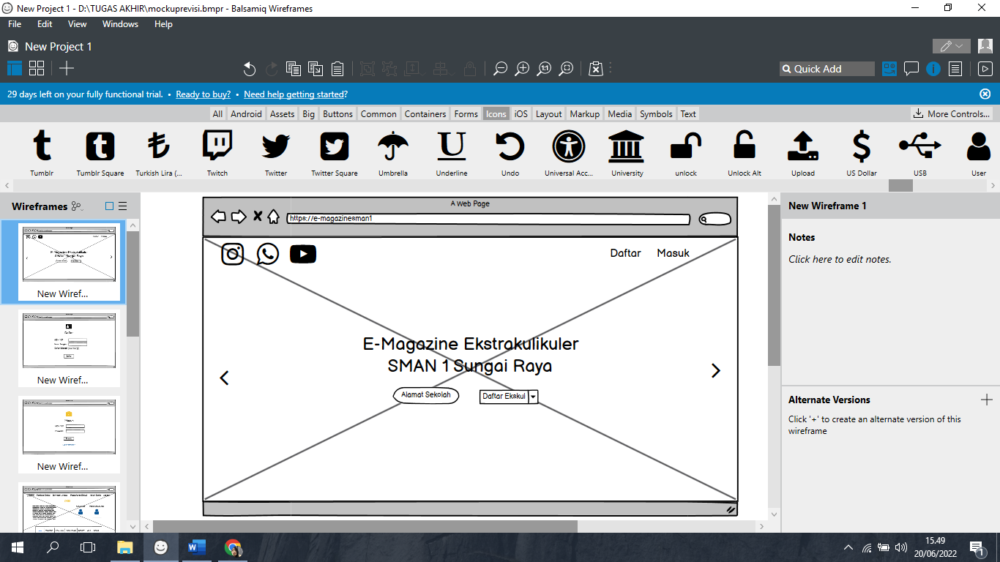 New Project 1 - D:\TUGAS AKHIR\mockuprevisi.bmpr - Balsamiq Wireframes
File Edit View Windows Help
New Project 1
1:1
Quick Add
29 days left on your fully functional trial. • Ready to buy? • Need help getting started?
All Android Assets Big Buttons Common Containers Forms Icons iOS Layout Markup Media Symbols Text
More Controls...
Tumblr Tumblr Square Turkish Lira (... Twitch Twitter Twitter Square Umbrella Underline Undo Universal Acc... University unlock Unlock Alt Upload US Dollar USB User
Wireframes
New Wiref...
New Wiref...
New Wiref...
A Web Page
https://e-magazinesman1
Daftar Masuk
E-Magazine Ekstrakulikuler
SMAN 1 Sungai Raya
Alamat Sekolah Daftar Ekskul
New Wireframe 1
Notes
Click here to edit notes.
Alternate Versions
Click '+' to create an alternate version of this
wireframe
15.49
20/06/2022
1